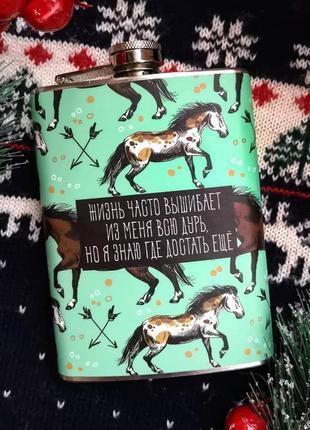 ЖИЗНЬ ЧАСТО ВЫШИБАЕТ
ИЗ МЕНЯ ВСЮ ДУРЬ,
НО Я ЗНАЮ ГДЕ ДОСТАТЬ ЕЩЁ